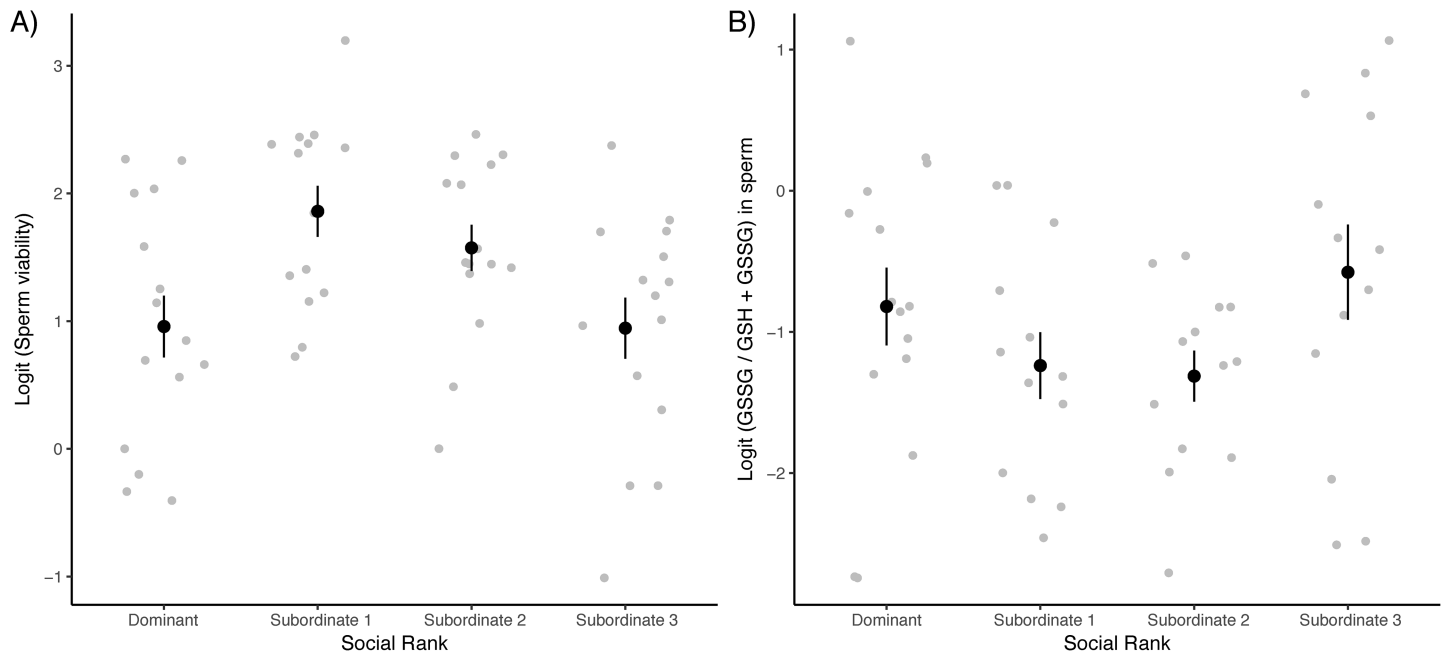 A)
Logit (Sperm viability)
3
2
1
0
−1
Dominant
Subordinate 1
Subordinate 2
Subordinate 3
Social Rank
B)
Logit (GSSG / GSH + GSSG) in sperm
1
0
−1
−2
Dominant
Subordinate 1
Subordinate 2
Subordinate 3
Social Rank